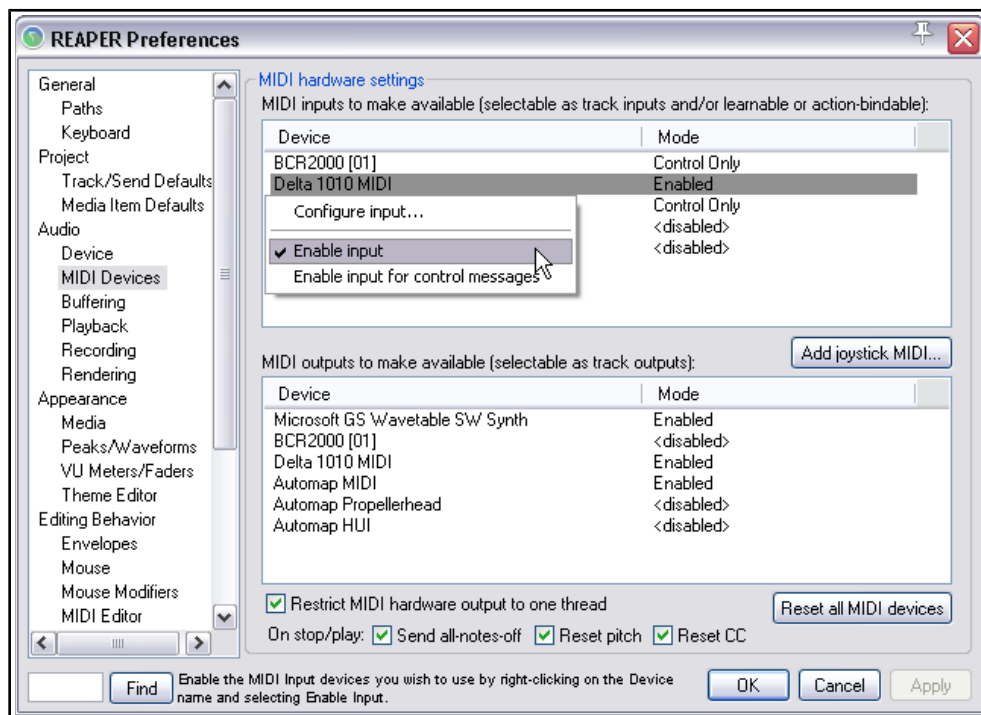 REAPER Preferences
General
Paths
Keyboard
Project
Track/Send Defaults
Media Item Defaults
Audio
Device
MIDI Devices
Buffering
Playback
Recording
Rendering
Appearance
Media
Peaks/Waveforms
VU Meters/Faders
Theme Editor
Editing Behavior
Envelopes
Mouse
Mouse Modifiers
MIDI Editor
MIDI hardware settings
MIDI inputs to make available (selectable as track inputs and/or learnable or action-bindable):
Device Mode
BCR2000 [01] Control Only
Delta 1010 MIDI Enabled
Control Only
<disabled>
<disabled>
Configure input...
Enable input
Enable input for control messages
Add joystick MIDI...
MIDI outputs to make available (selectable as track outputs):
Device Mode
Microsoft GS Wavetable SW Synth Enabled
BCR2000 [01] <disabled>
Delta 1010 MIDI Enabled
Automap MIDI Enabled
Automap Propellerhead <disabled>
Automap HUI <disabled>
Restrict MIDI hardware output to one thread
Reset all MIDI devices
On stop/play: Send all-notes-off Reset pitch Reset CC
Find
Enable the MIDI Input devices you wish to use by right-clicking on the Device
name and selecting Enable Input.
OK Cancel Apply